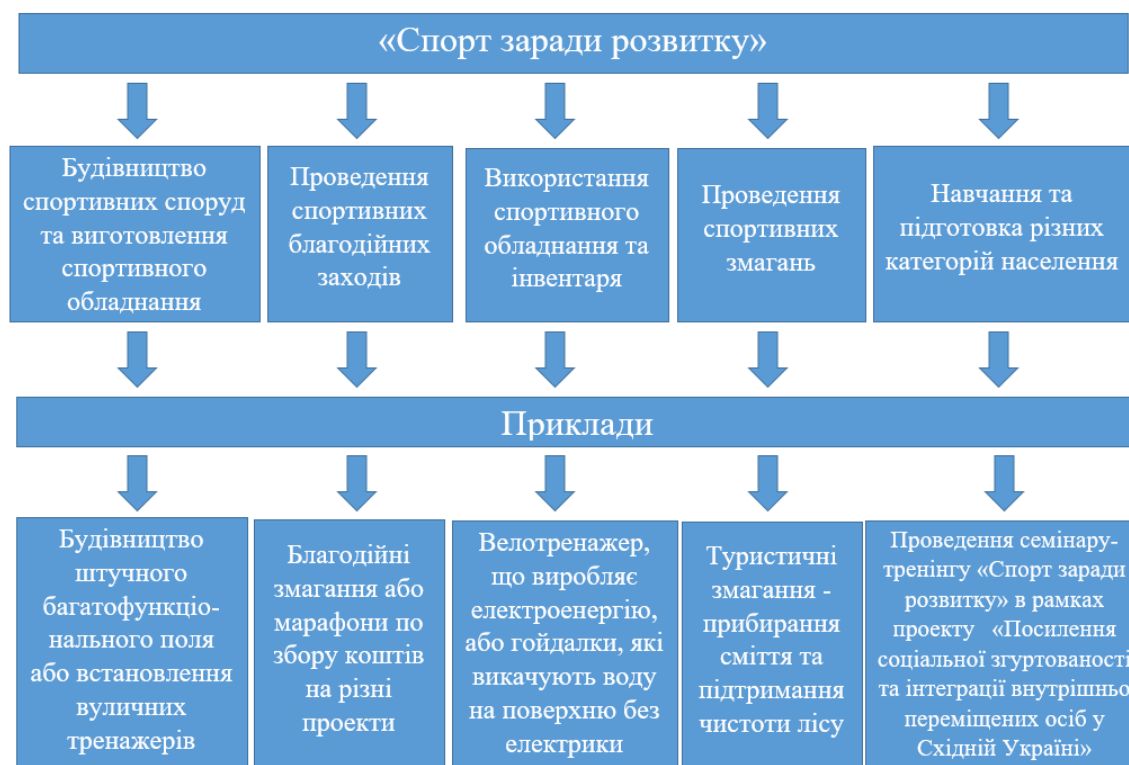 «Спорт заради розвитку»
Будівництво
спортивних споруд
та виготовлення
спортивного
обладнання
Проведення
спортивних
благодійних
заходів
Використання
спортивного
обладнання та
інвентаря
Проведення
спортивних
змагань
Навчання та
підготовка різних
категорій населення
Приклади
Будівництво
штучного
багатофункціо-
нального поля
або встановлення
вуличних
тренажерів
Благодійні
змагання або
марафони по
збору коштів
на різні
проекти
Велотренажер,
що виробляє
електроенергію,
або гойдалки, які
викачують воду
на поверхню без
електрики
Туристичні
змагання -
прибирання
сміття та
підтримання
чистоти лісу
Проведення семінару-
тренінгу «Спорт заради
розвитку» в рамках
проекту «Посилення
соціальної згуртованості
та інтеграції внутрішньо
переміщених осіб у
Східній Україні»